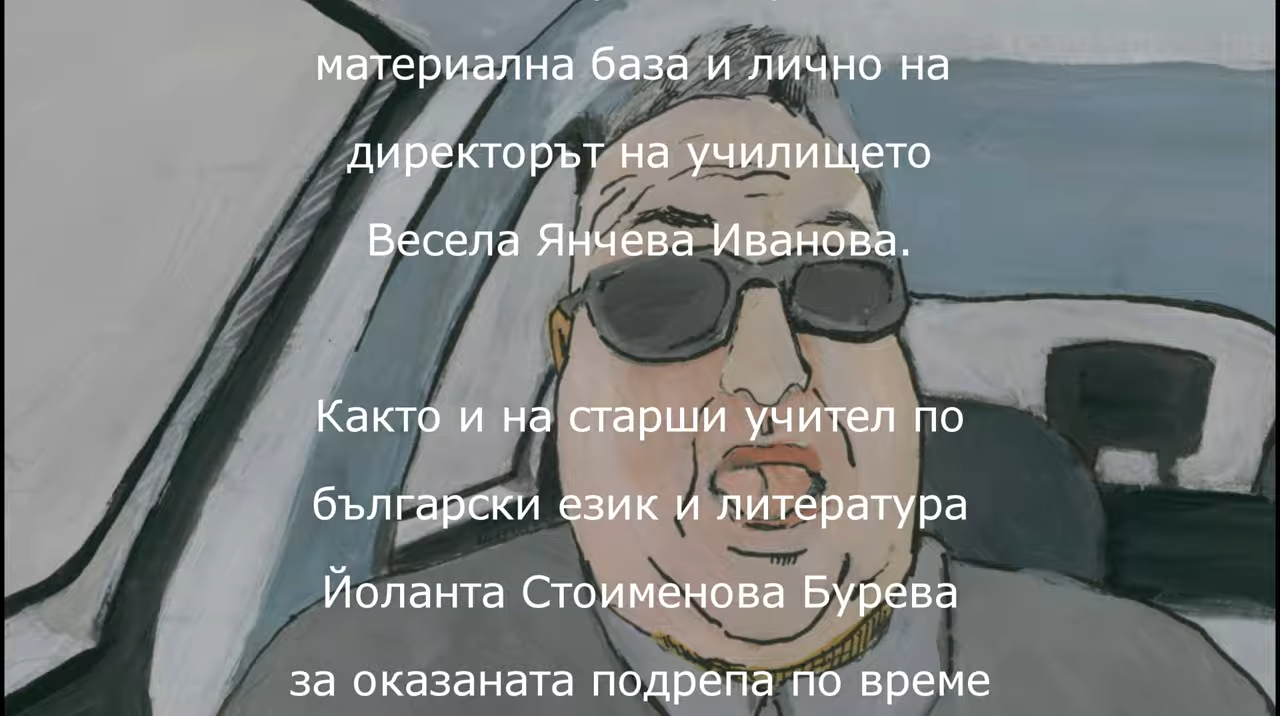 материална база и лично на
директорът на училището
Весела Янчева Иванова.
Както и на старши учител по
български език и литература
Йоланта Стоименова Бурева
за оказаната подрепа по време